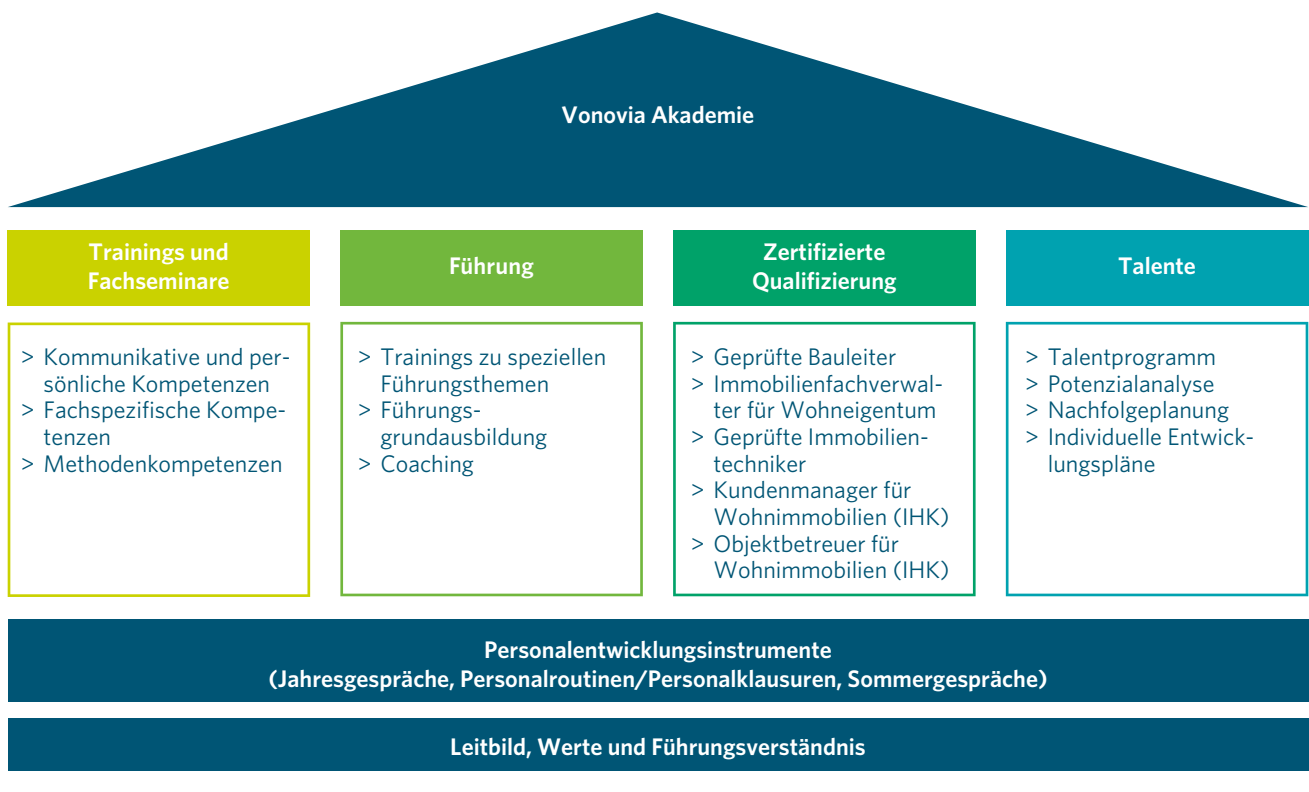 Vonovia Akademie
Trainings und
Fachseminare
> Kommunikative und per-
sönliche Kompetenzen
> Fachspezifische Kompe-
tenzen
> Methodenkompetenzen
Führung
> Trainings zu speziellen
Führungsthemen
> Führungs-
grundausbildung
> Coaching
Zertifizierte
Qualifizierung
> Geprüfte Bauleiter
> Immobilienfachverwal-
ter für Wohneigentum
> Geprüfte Immobilien-
techniker
> Kundenmanager für
Wohnimmobilien (IHK)
> Objektbetreuer für
Wohnimmobilien (IHK)
Talente
> Talentprogramm
> Potenzialanalyse
> Nachfolgeplanung
> Individuelle Entwick-
lungspläne
Personalentwicklungsinstrumente
(Jahresgespräche, Personalroutinen/Personalklausuren, Sommergespräche)
Leitbild, Werte und Führungsverständnis